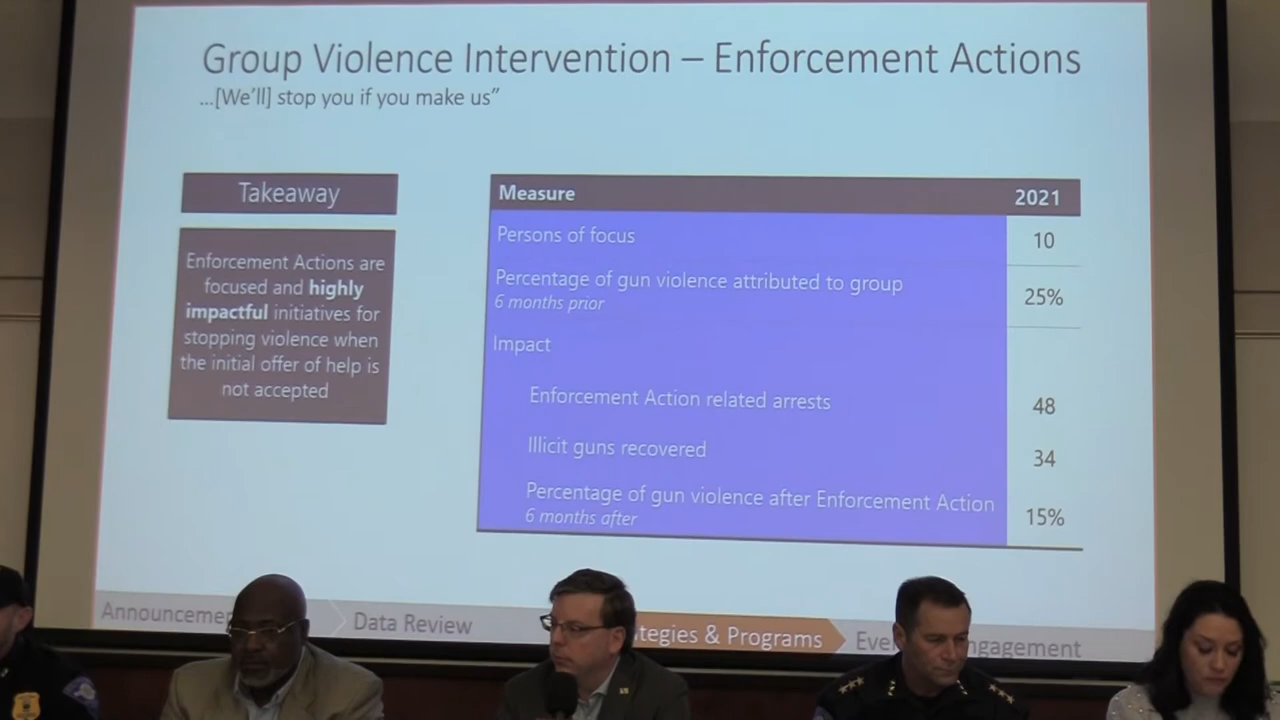 Group Violence Intervention – Enforcement Actions
...[We'll] stop you if you make us"
Takeaway
Enforcement Actions are
focused and highly
impactful initiatives for
stopping violence when
the initial offer of help is
not accepted
Measure 2021
Persons of focus 10
Percentage of gun violence attributed to group
6 months prior
25%
Impact
Enforcement Action related arrests 48
Illicit guns recovered 34
Percentage of gun violence after Enforcement Action
6 months after
15%
Data Review
& Programs